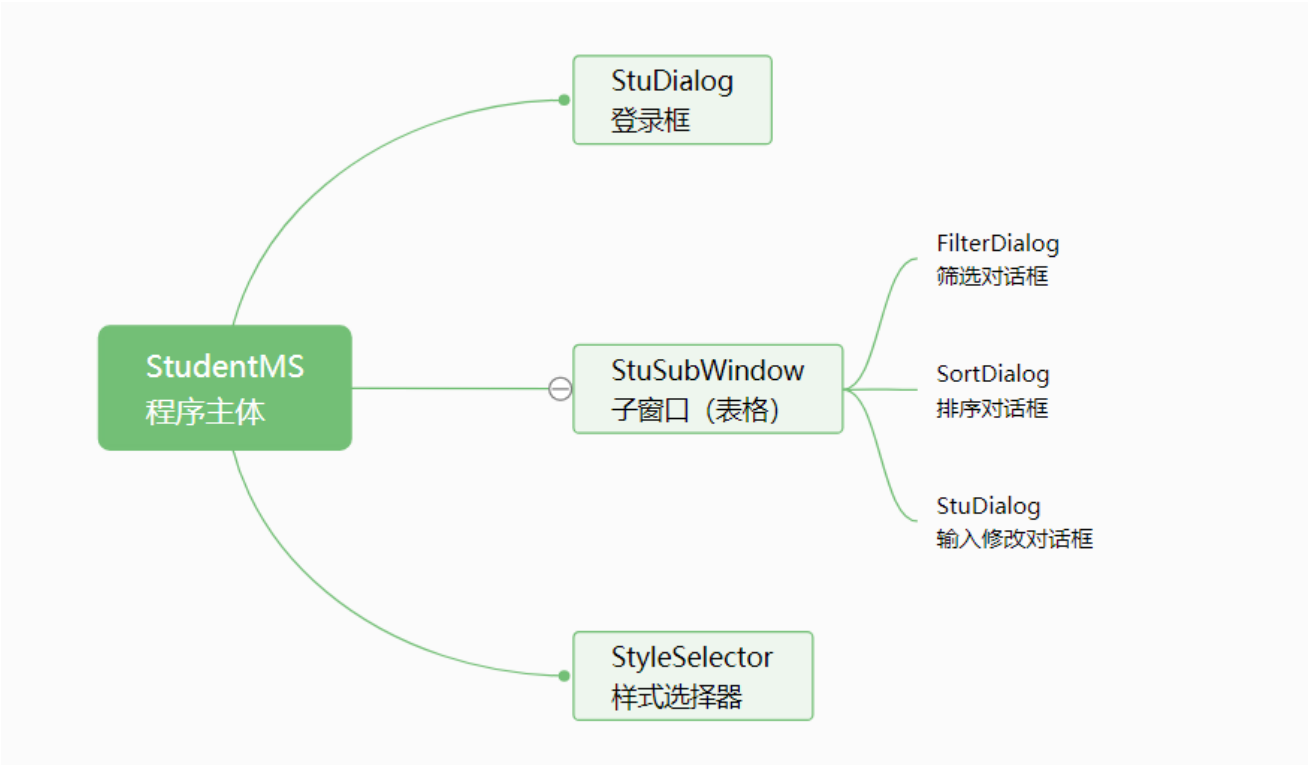 StuDialog
登录框
FilterDialog
筛选对话框
StudentMS
程序主体
StuSubWindow
子窗口（表格）
SortDialog
排序对话框
StuDialog
输入修改对话框
StyleSelector
样式选择器